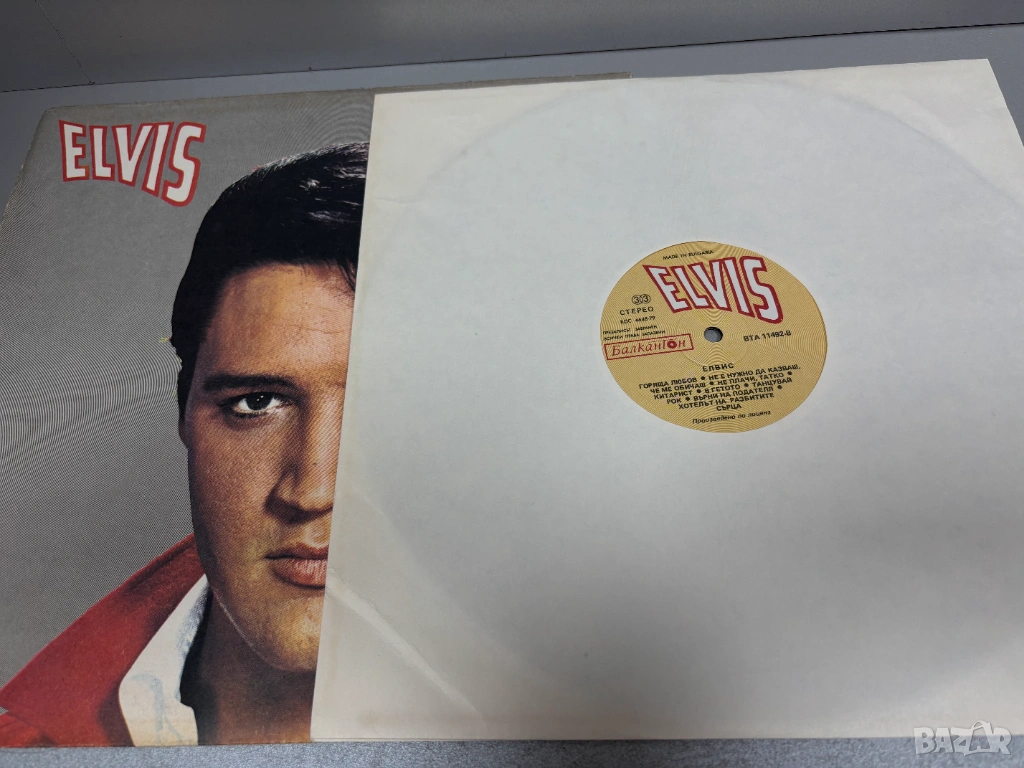 ELVIS
MADE IN BULGARIA
ELVIS
33
СТЕРЕО
ВТА 11492-В
Балкантон
ЕЛВИС
ГОРЯЩА ЛЮБОВ • НЕ Е НУЖНО ДА КАЗВАШ,
ЧЕ МЕ ОБИЧАШ • НЕ ПЛАЧИ, ТАТКО •
КИТАРИСТ • В ГЕТОТО • ТАНЦУВАЙ
РОК • ВЪРНИ НА ПОДАТЕЛЯ •
ХОТЕЛЪТ НА РАЗБИТИТЕ
СЪРЦА
Произведено по лиценз
BAZAR